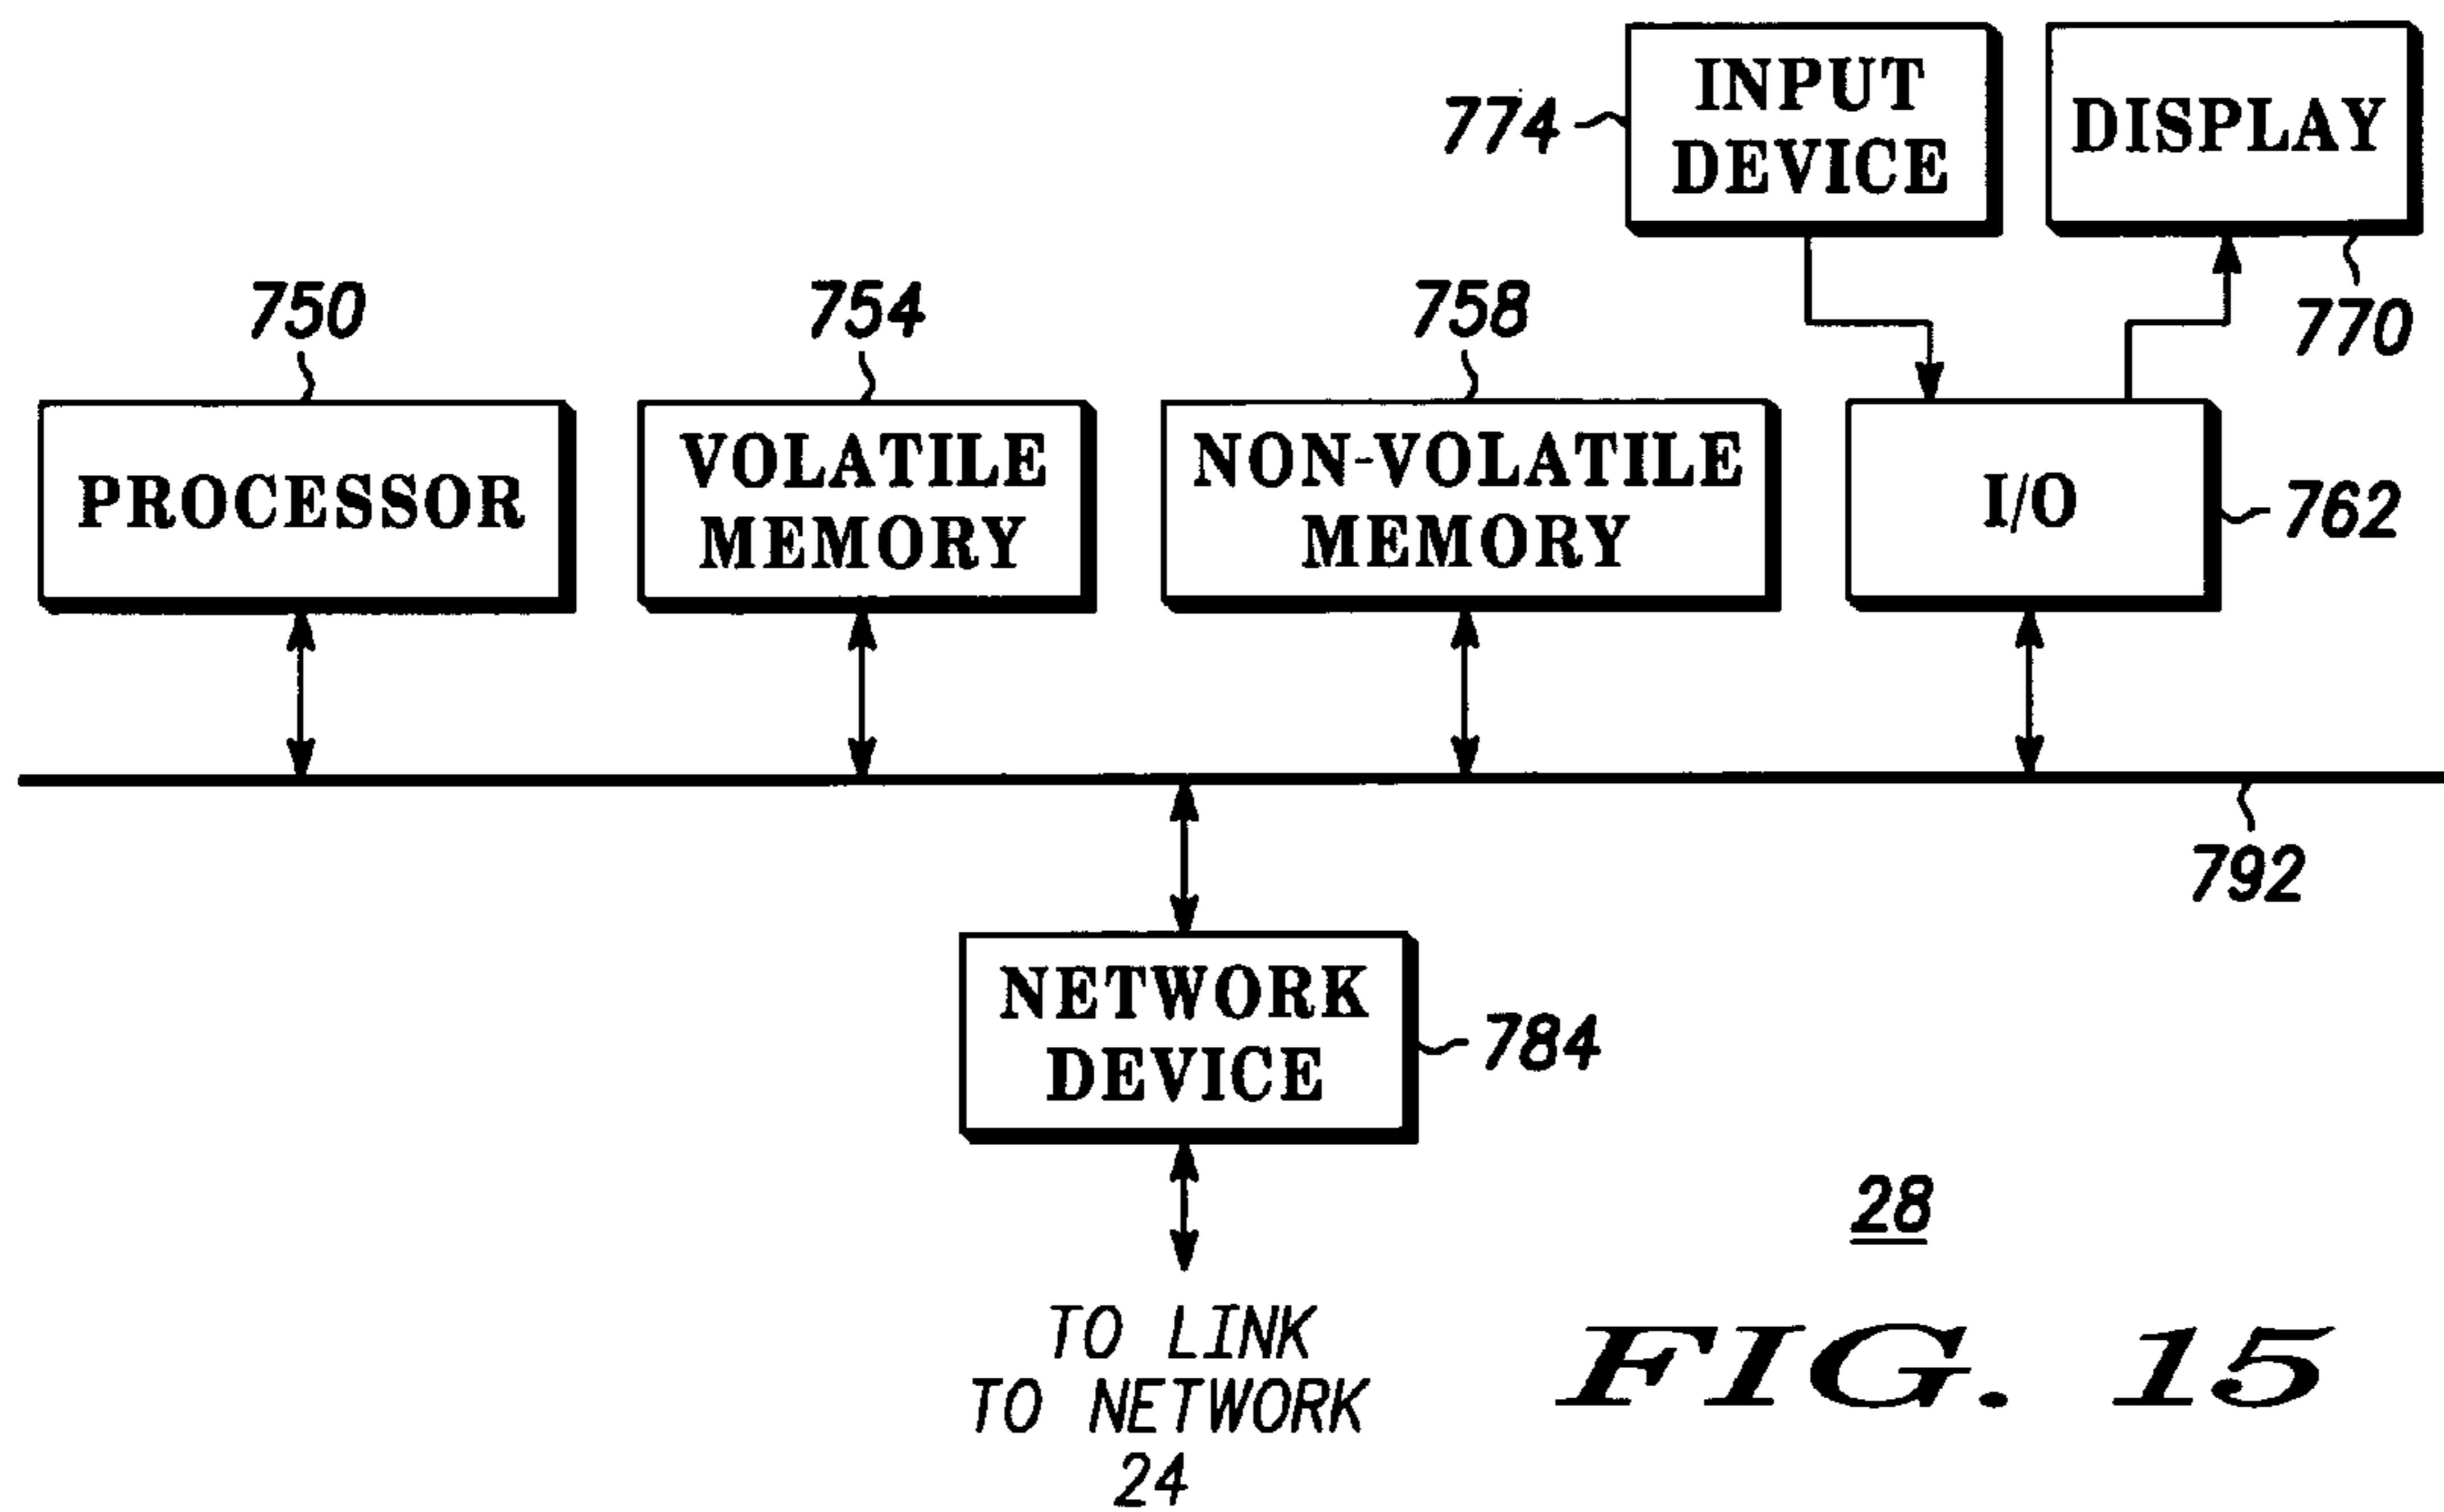 774
INPUT
DEVICE
DISPLAY
770
750
754
758
PROCESSOR
VOLATILE
MEMORY
NON-VOLATILE
MEMORY
I/O
762
792
NETWORK
DEVICE
784
TO LINK
TO NETWORK
24
28
FIG. 15